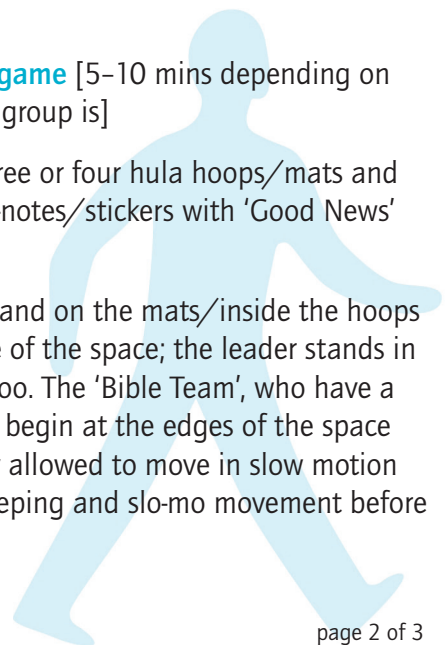 game [5–10 mins depending on
group is]
ree or four hula hoops/mats and
-notes/stickers with ‘Good News’
and on the mats/inside the hoops
e of the space; the leader stands in
oo. The ‘Bible Team’, who have a
begin at the edges of the space
allowed to move in slow motion
eping and slo-mo movement before
page 2 of 3